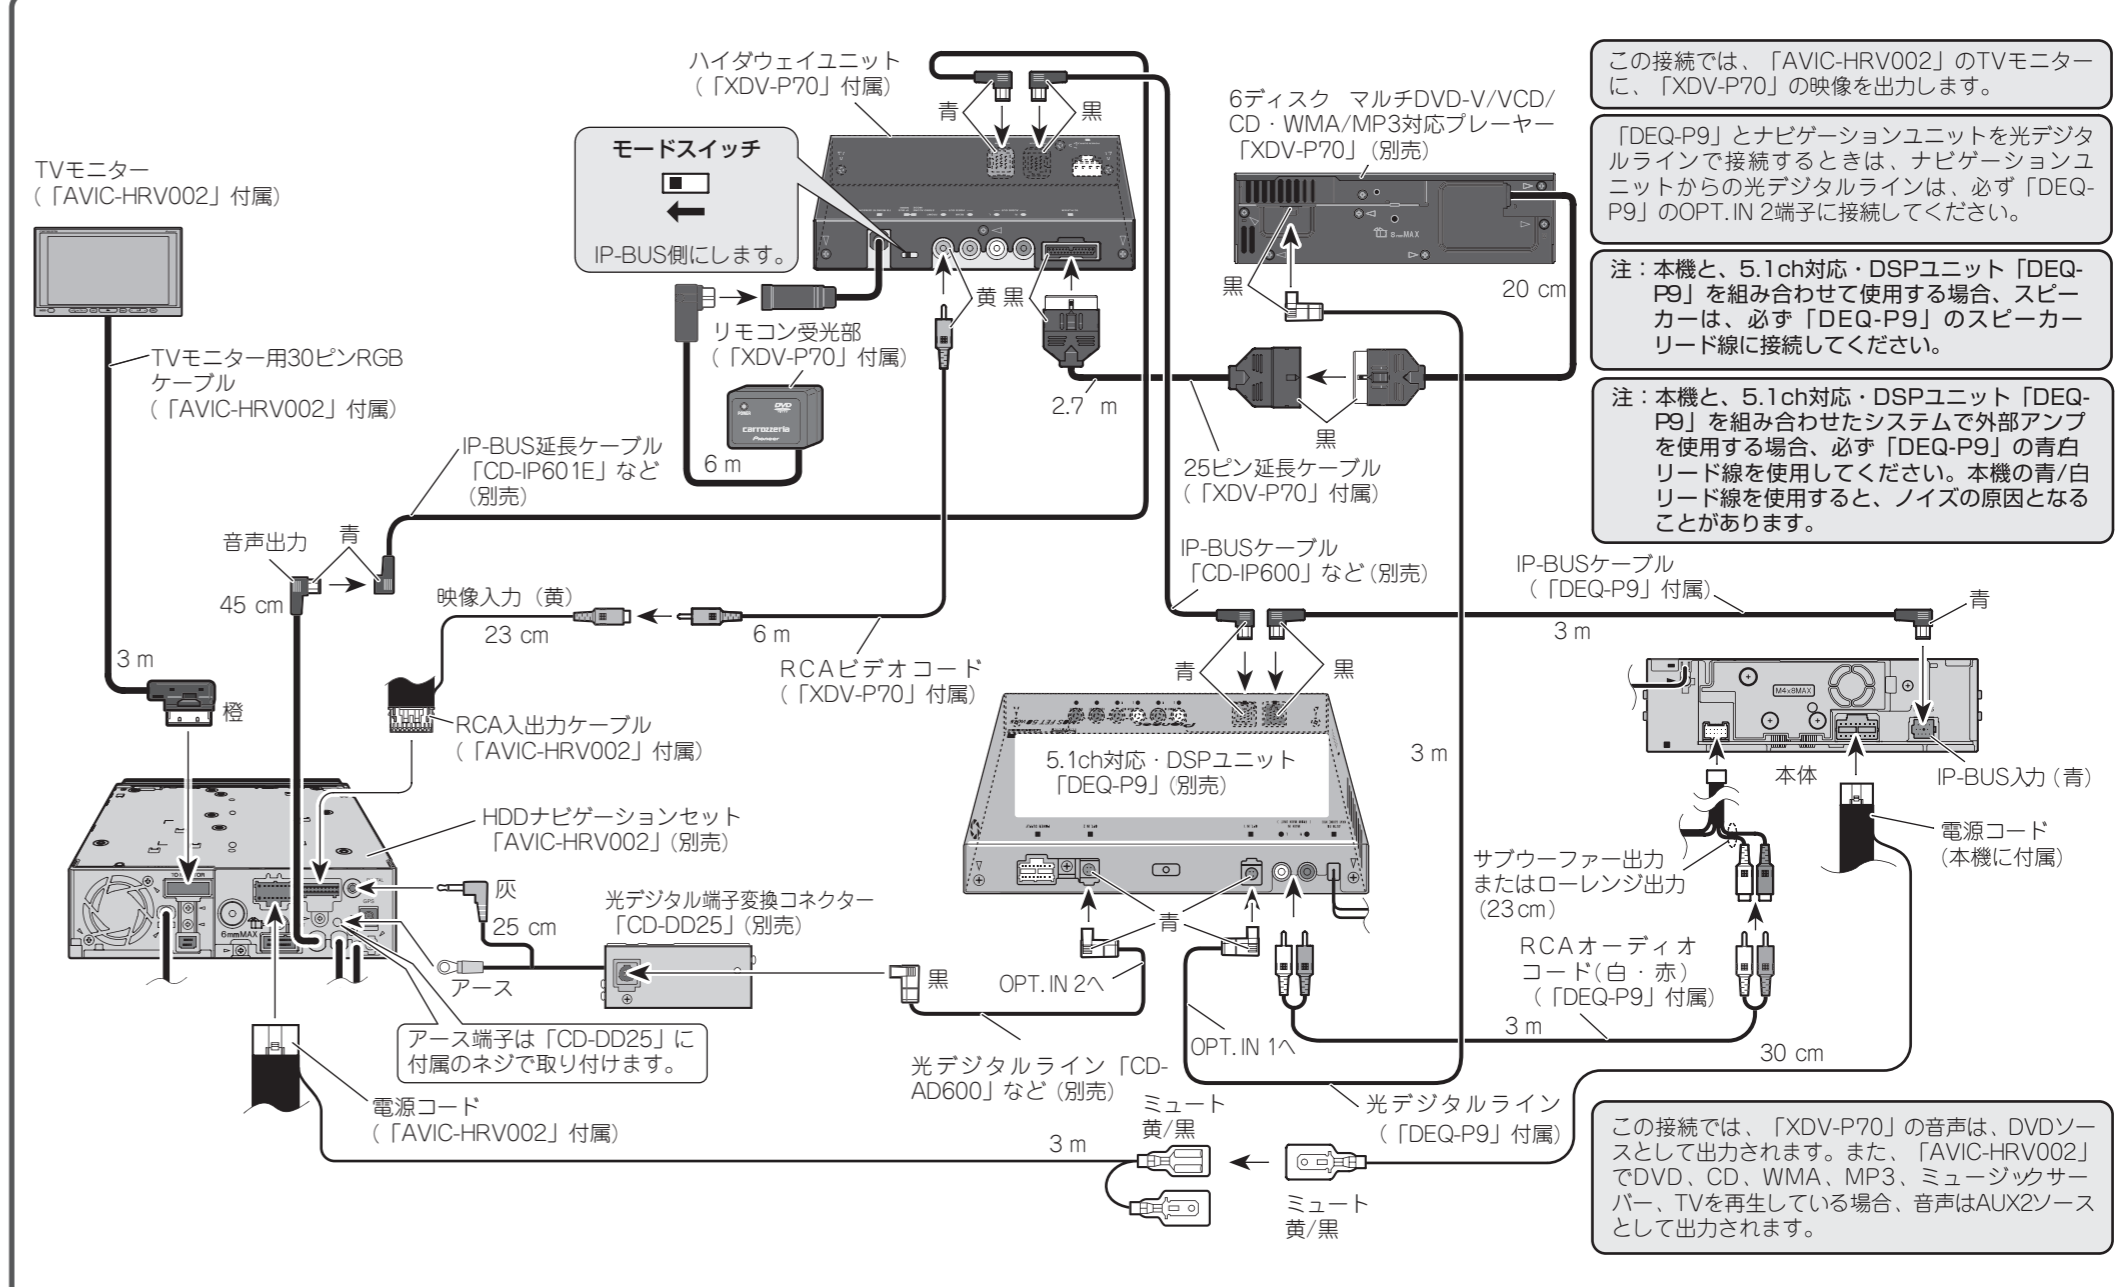 ハイダウェイユニット
(「XDV-P70」付属)
青
黒
モードスイッチ
IP-BUS側にします。
TVモニター
(「AVIC-HRV002」付属)
6ディスク マルチDVD-V/VCD/
CD・WMA/MP3対応プレーヤー
「XDV-P70」(別売)
8mmMAX
黒
20 cm
この接続では、「AVIC-HRV002」のTVモニター
に、「XDV-P70」の映像を出力します。
「DEQ-P9」とナビゲーションユニットを光デジタ
ルラインで接続するときは、ナビゲーションユ
ニットからの光デジタルラインは、必ず「DEQ-
P9」のOPT. IN 2端子に接続してください。
注：本機と、5.1ch対応・DSPユニット「DEQ-
P9」を組み合わせて使用する場合、スピー
カーは、必ず「DEQ-P9」のスピーカー
リード線に接続してください。
注：本機と、5.1ch対応・DSPユニット「DEQ-
P9」を組み合わせたシステムで外部アンプ
を使用する場合、必ず「DEQ-P9」の青/白
リード線を使用してください。本機の青/白
リード線を使用すると、ノイズの原因となる
ことがあります。
黄
黒
リモコン受光部
(「XDV-P70」付属)
DVD
carrozzeria
Pioneer
6 m
2.7 m
黒
25ピン延長ケーブル
(「XDV-P70」付属)
TVモニター用30ピンRGB
ケーブル
(「AVIC-HRV002」付属)
IP-BUS延長ケーブル
「CD-IP601E」など
(別売)
音声出力
青
45 cm
映像入力 (黄)
23 cm
6 m
RCAビデオコード
(「XDV-P70」付属)
IP-BUSケーブル
「CD-IP600」など(別売)
IP-BUSケーブル
(「DEQ-P9」付属)
3 m
青
青
黒
3 m
橙
RCA入出力ケーブル
(「AVIC-HRV002」付属)
HDDナビゲーションセット
「AVIC-HRV002」(別売)
GPS
6mmMAX
灰
25 cm
アース
光デジタル端子変換コネクター
「CD-DD25」(別売)
アース端子は「CD-DD25」に
付属のネジで取り付けます。
電源コード
(「AVIC-HRV002」付属)
黒
5.1ch対応・DSPユニット
「DEQ-P9」(別売)
青
OPT. IN 2へ
OPT. IN 1へ
3 m
光デジタルライン「CD-
AD600」など (別売)
光デジタルライン
(「DEQ-P9」付属)
M4x8MAX
本体
IP-BUS入力 (青)
電源コード
(本機に付属)
サブウーファー出力
またはローレンジ出力
(23 cm)
RCAオーディオ
コード(白・赤)
(「DEQ-P9」付属)
3 m
30 cm
3 m
ミュート
黄/黒
ミュート
黄/黒
この接続では、「XDV-P70」の音声は、DVDソー
スとして出力されます。また、「AVIC-HRV002」
でDVD、CD、WMA、MP3、ミュージックサー
バー、TVを再生している場合、音声はAUX2ソース
として出力されます。